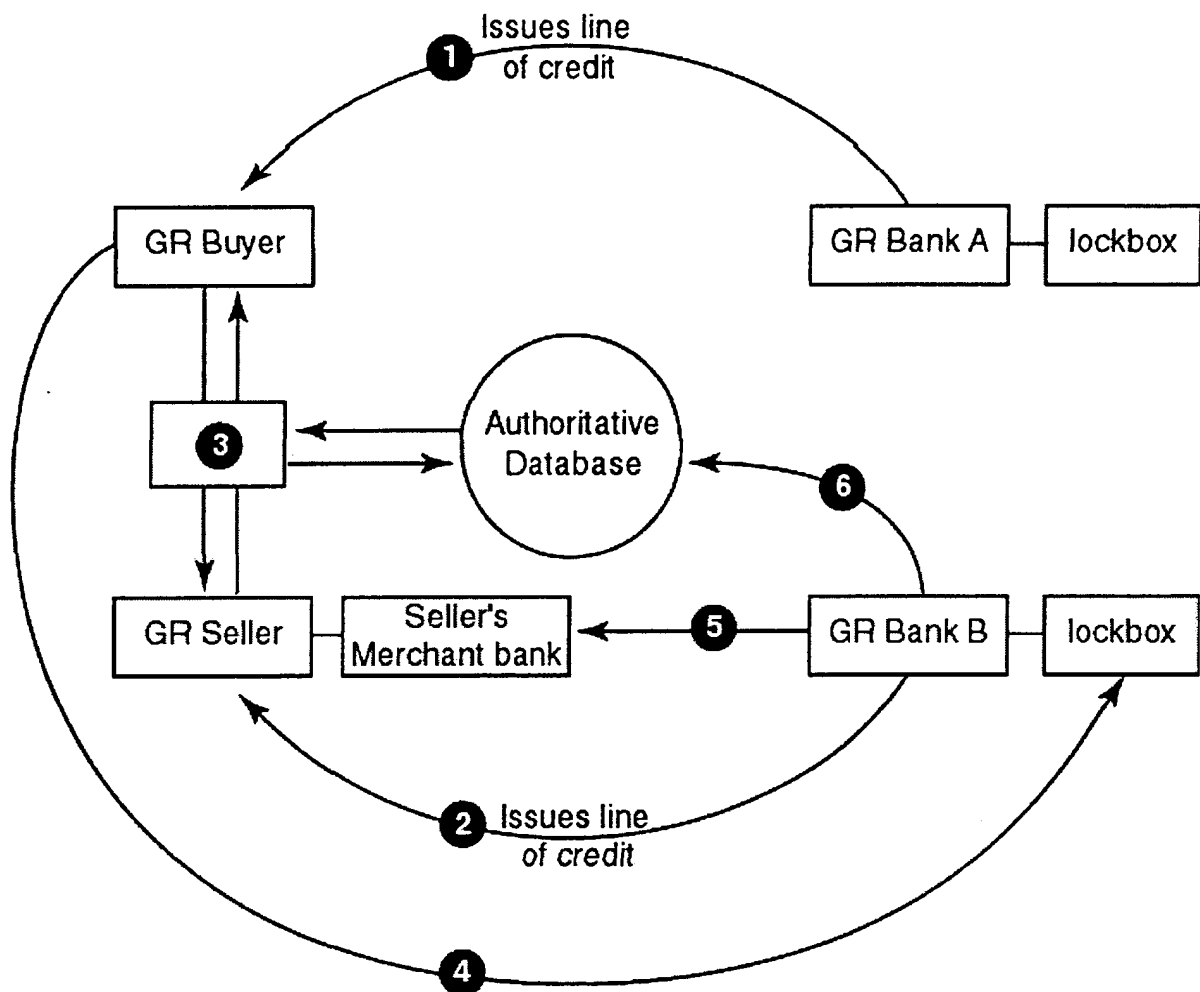 1
Issues line
of credit
GR Buyer
GR Bank A
lockbox
3
Authoritative
Database
6
GR Seller
Seller's
Merchant bank
5
GR Bank B
lockbox
2
Issues line
of credit
4